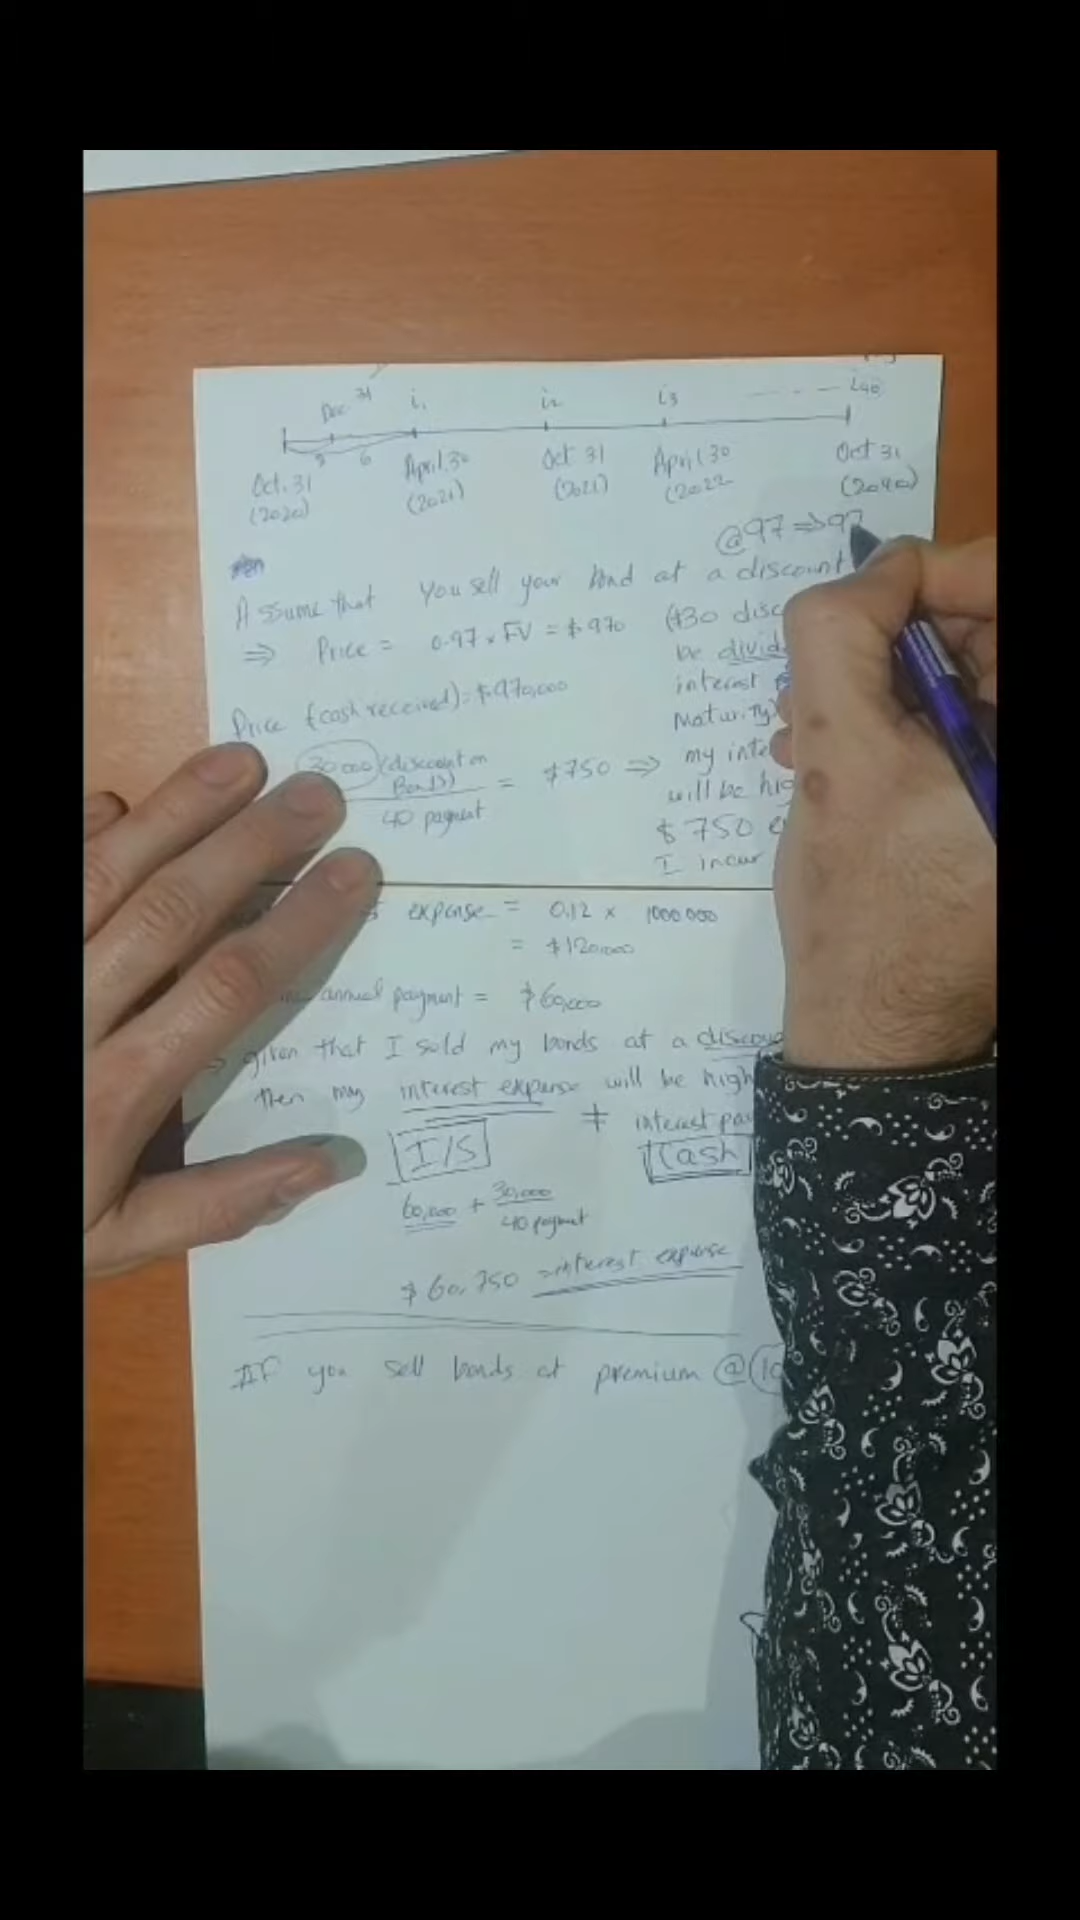 Dec 31 i1 i2 i3 - - - - i40
2 6
Oct. 31 April 30 Oct 31 April 30 Oct 31
(2020) (2021) (2021) (2022 (2040)
@97 => 97
Assume that you sell your bond at a discount
=> Price = 0.97 x FV = $970 ($30 disc
be divid
Price (cash received) = $970,000 interest
Maturity)
30000 (discount on Bonds) = $750 => my inte
40 payment will be hig
$750
I incur
expense = 0.12 x 1000.000
= $120,000
annual payment = $60,000
given that I sold my bonds at a discou
then my interest expense will be high
≠ interest pa
I/S Cash
60,000 + 30,000
40 payment
$60,750 = interest expense
If you sell bonds at premium @